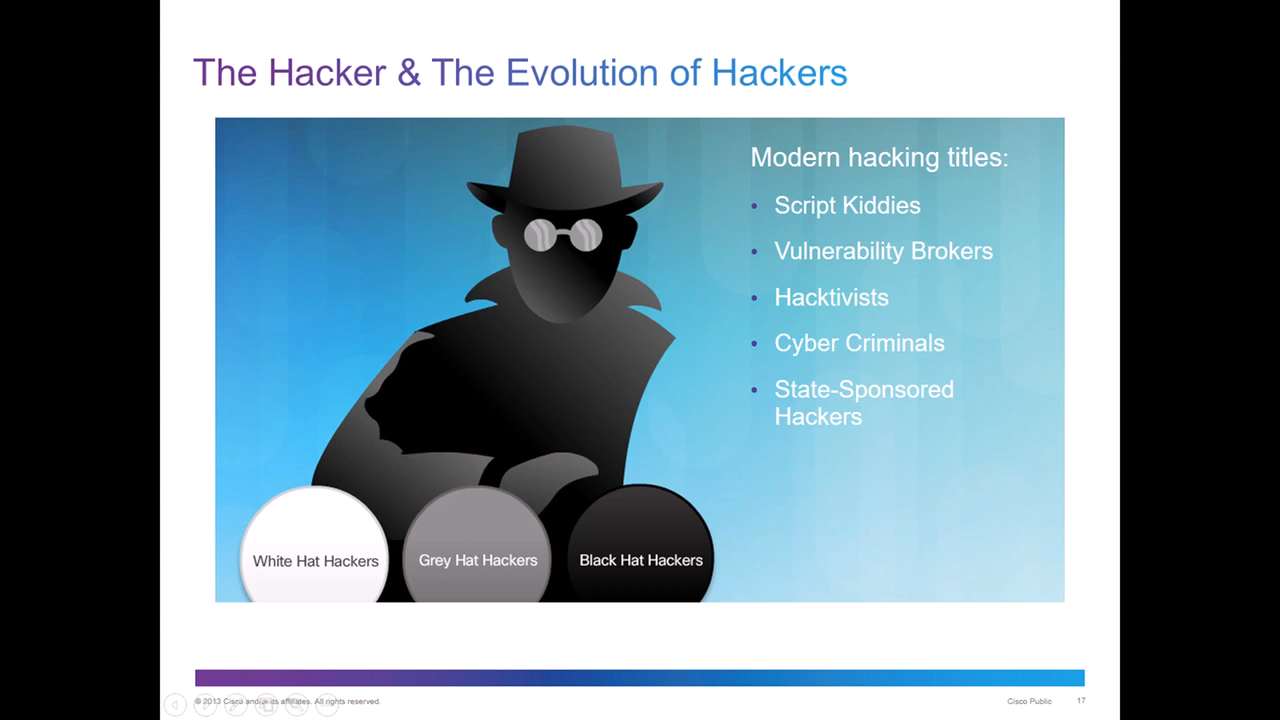 The Hacker & The Evolution of Hackers
Modern hacking titles:
• Script Kiddies
• Vulnerability Brokers
• Hacktivists
• Cyber Criminals
• State-Sponsored
Hackers
White Hat Hackers
Grey Hat Hackers
Black Hat Hackers
© 2013 Cisco and/or its affiliates. All rights reserved.
Cisco Public
17